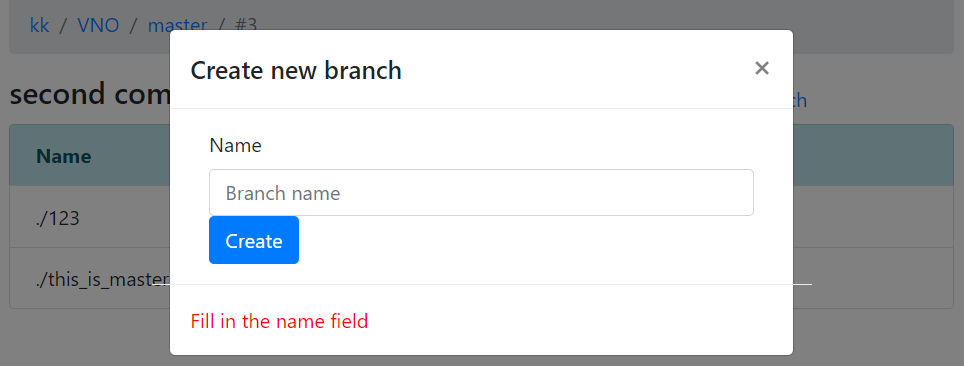 kk / VNO / master / #3
Create new branch
×
second com
ch
Name
Name
Branch name
./123
Create
./this_is_master
Fill in the name field